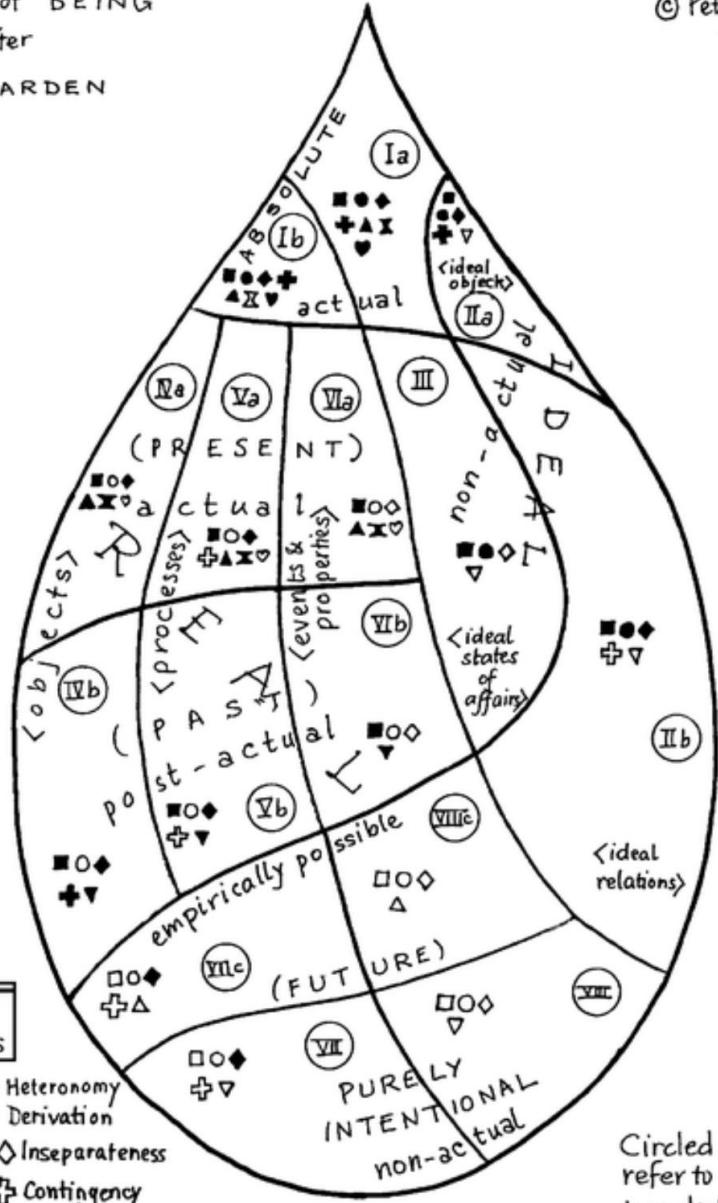 of BEING
ter
ARDEN
© ret
ABSOLUTE
Ia
Ib
actual
<ideal
object>
IIa
IDEAL
non-actual
IVa
Va
VIa
III
(PRESENT)
actual
REAL
<objects>
<processes>
<events &
properties>
VIb
<ideal
states
of
affairs>
IVb
(PAST)
post-actual
Vb
IIb
<ideal
relations>
empirically possible
VIIIc
VIIc
(FUTURE)
VIII
VII
PURELY
INTENTIONAL
non-actual
s
Heteronomy
Derivation
Inseparateness
Contingency
Circled
refer to